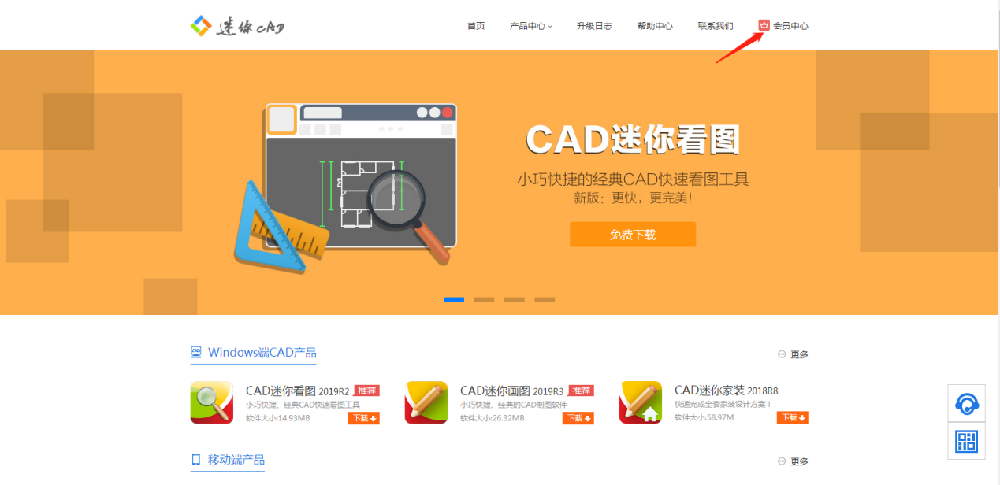 迷你CAD
首页 产品中心 升级日志 帮助中心 联系我们 会员中心
CAD迷你看图
小巧快捷的经典CAD快速看图工具
新版：更快，更完美！
免费下载
CAD Windows端CAD产品 更多
CAD迷你看图 2019R2 推荐
小巧快捷、经典CAD快速看图工具
软件大小:14.93MB 下载
CAD迷你画图 2019R3 推荐
小巧快捷、经典的CAD制图软件
软件大小:26.32MB 下载
CAD迷你家装 2018R8
快速完成全套家装设计方案！
软件大小:58.97M 下载
移动端产品 更多